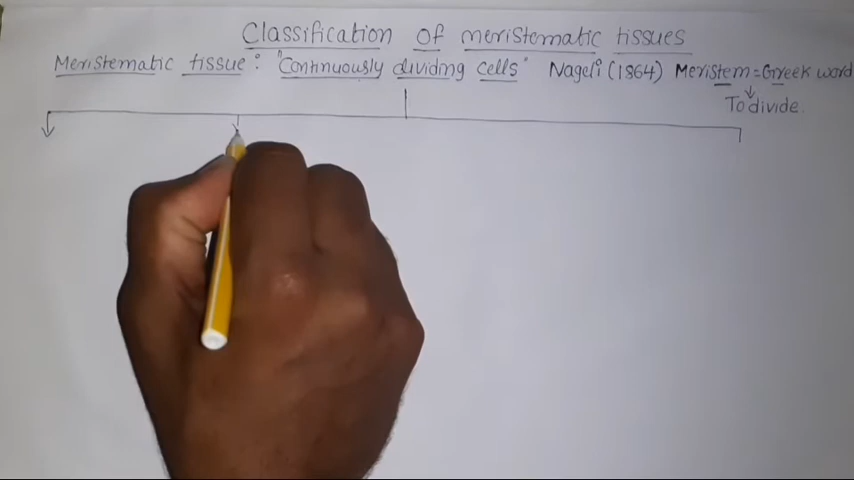 Classification of meristematic tissues
Meristematic tissue: "Continuously dividing cells" Nageli (1864) Meristem = Greek word
To divide.